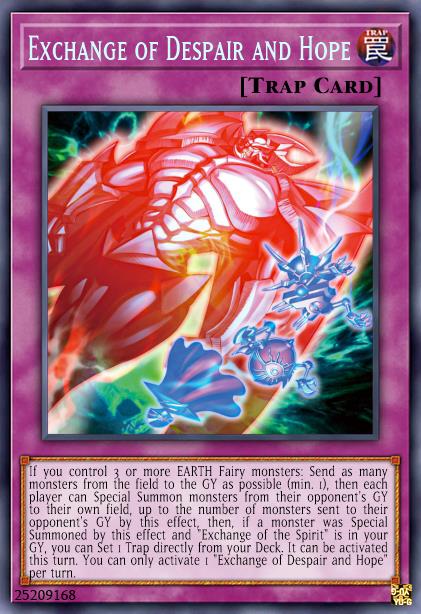 Exchange of Despair and Hope
TRAP
罠
[Trap Card]
If you control 3 or more EARTH Fairy monsters: Send as many
monsters from the field to the GY as possible (min. 1), then each
player can Special Summon monsters from their opponent's GY
to their own field, up to the number of monsters sent to their
opponent's GY by this effect, then, if a monster was Special
Summoned by this effect and "Exchange of the Spirit" is in your
GY, you can Set 1 Trap directly from your Deck. It can be activated
this turn. You can only activate 1 "Exchange of Despair and Hope"
per turn.
25209168